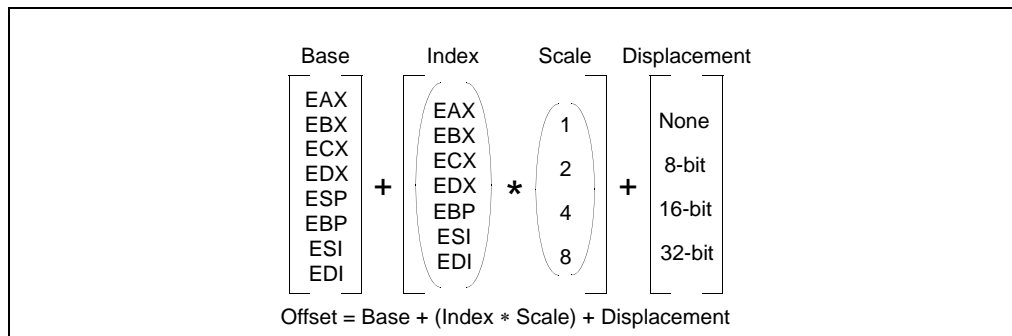 Base Index Scale Displacement
EAX
EBX
ECX
EDX
ESP
EBP
ESI
EDI
+
EAX
EBX
ECX
EDX
EBP
ESI
EDI
*
1
2
4
8
+
None
8-bit
16-bit
32-bit
Offset = Base + (Index * Scale) + Displacement